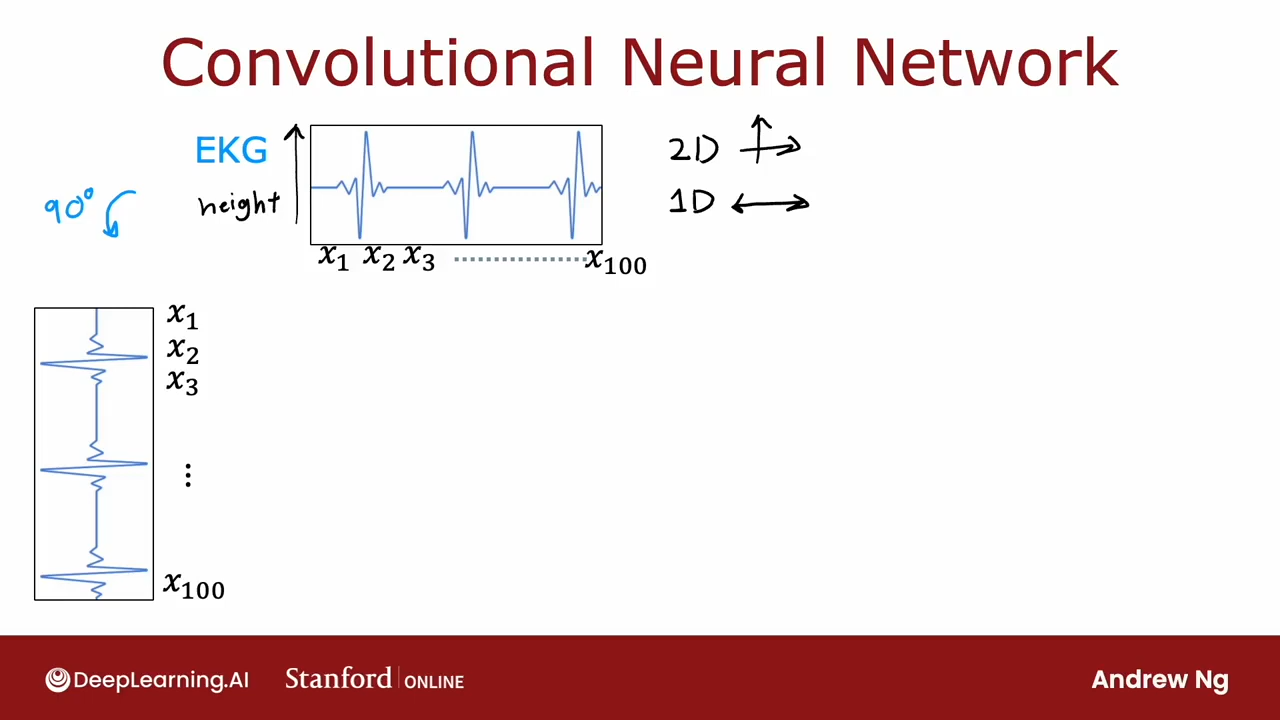 Convolutional Neural Network
EKG
height
90°
2D
1D
x₁ x₂ x₃ ................ x₁₀₀
x₁
x₂
x₃
⋮
x₁₀₀
DeepLearning.AI Stanford | ONLINE Andrew Ng